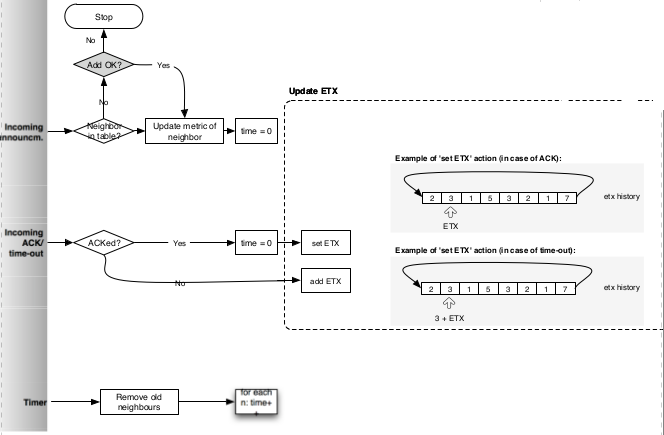 Stop
No
Add OK?
Yes
No
Update ETX
Incoming
Neighbor
in table?
Update metric of
neighbor
time = 0
Example of 'set ETX' action (in case of ACK):
2 3 1 5 3 2 1 7
etx history
ETX
Incoming
ACK/
time-out
ACKed?
Yes
time = 0
set ETX
No
add ETX
Example of 'set ETX' action (in case of time-out):
2 3 1 5 3 2 1 7
etx history
3 + ETX
Timer
Remove old
neighbours
for each
n: time+
+